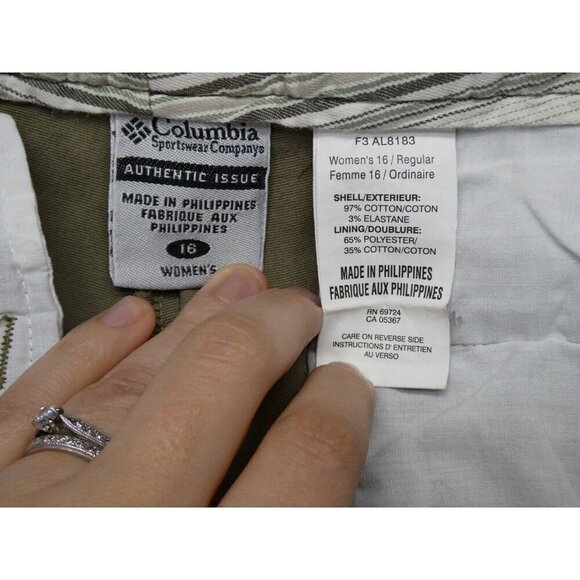 Columbia
Sportswear Company®
AUTHENTIC ISSUE
MADE IN PHILIPPINES
FABRIQUE AUX
PHILIPPINES
16
WOMEN'S
F3 AL8183
Women's 16 / Regular
Femme 16 / Ordinaire
SHELL/EXTERIEUR:
97% COTTON/COTON
3% ELASTANE
LINING/DOUBLURE:
65% POLYESTER/
35% COTTON/COTON
MADE IN PHILIPPINES
FABRIQUE AUX PHILIPPINES
RN 69724
CA 05367
CARE ON REVERSE SIDE
INSTRUCTIONS D' ENTRETIEN
AU VERSO